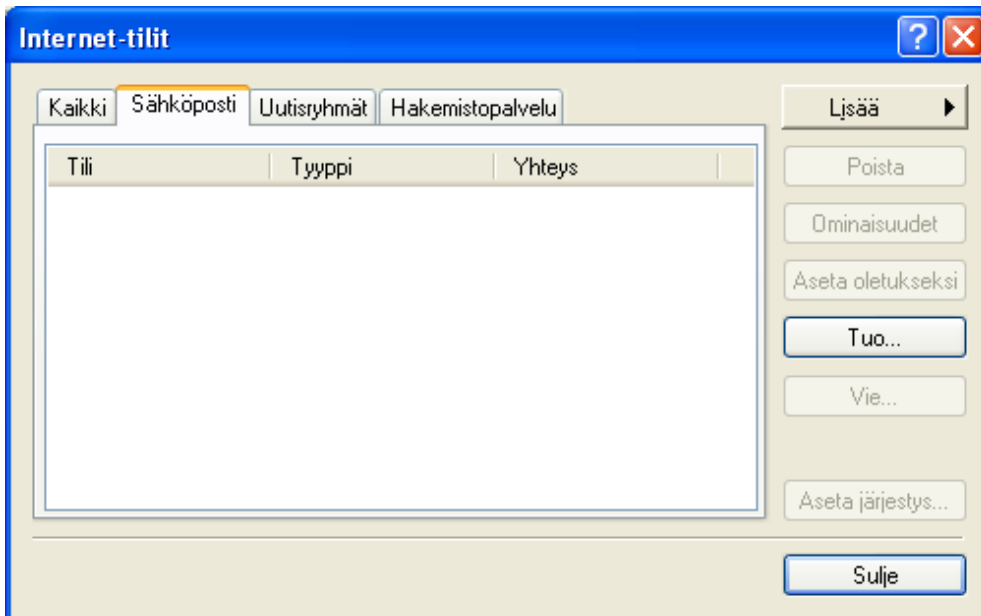 Internet-tilit
Kaikki Sähköposti Uutisryhmät Hakemistopalvelu
Lisää
Tili Tyyppi Yhteys
Poista
Ominaisuudet
Aseta oletukseksi
Tuo...
Vie...
Aseta järjestys...
Sulje